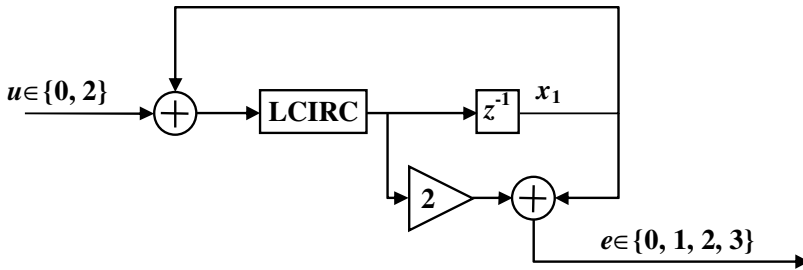 u∈{0, 2}
LCIRC
z⁻¹
x₁
2
e∈{0, 1, 2, 3}